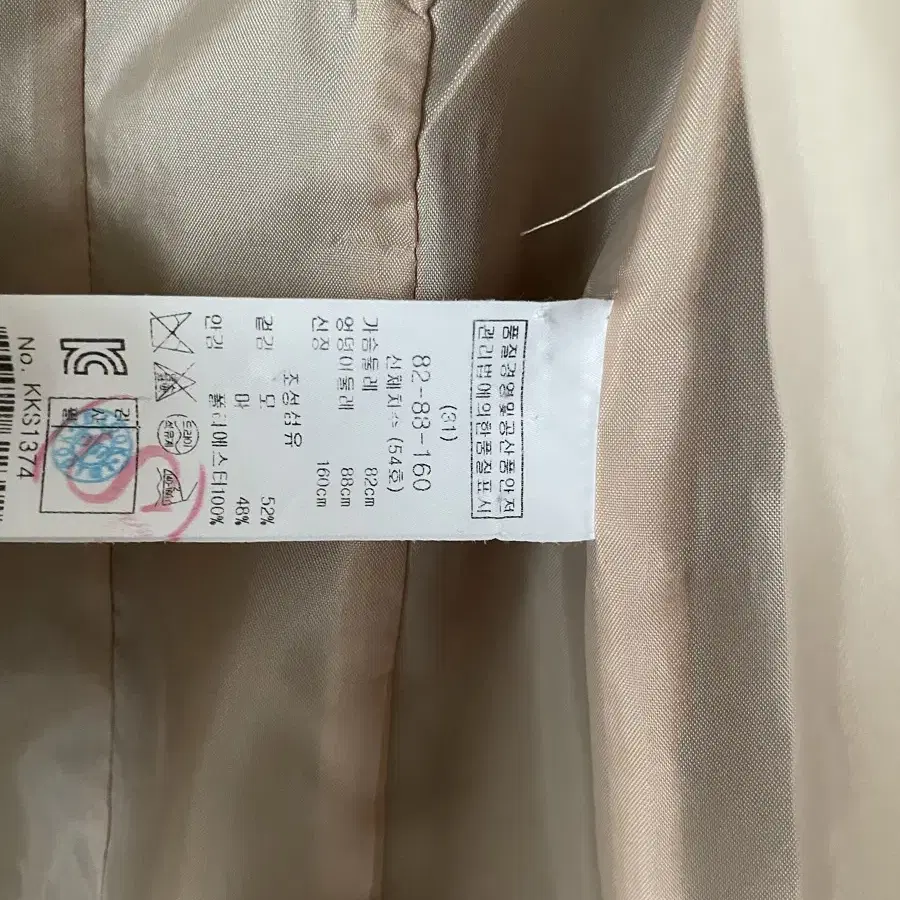 품질경영및공산품안전
관리법에의한품질표시
(31)
82-88-160
신체치수 (54호)
가슴둘레 82cm
엉덩이둘레 88cm
신장 160cm
조성섬유
겉감 모 52%
마 48%
안감 폴리에스터100%
드라이
No. KKS1374